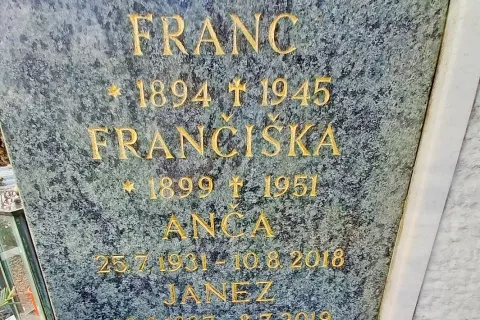 FRANC
* 1894 ✝ 1945
FRANČIŠKA
* 1899 ✝ 1951
ANČA
25.7.1931 - 10.8.2018
JANEZ